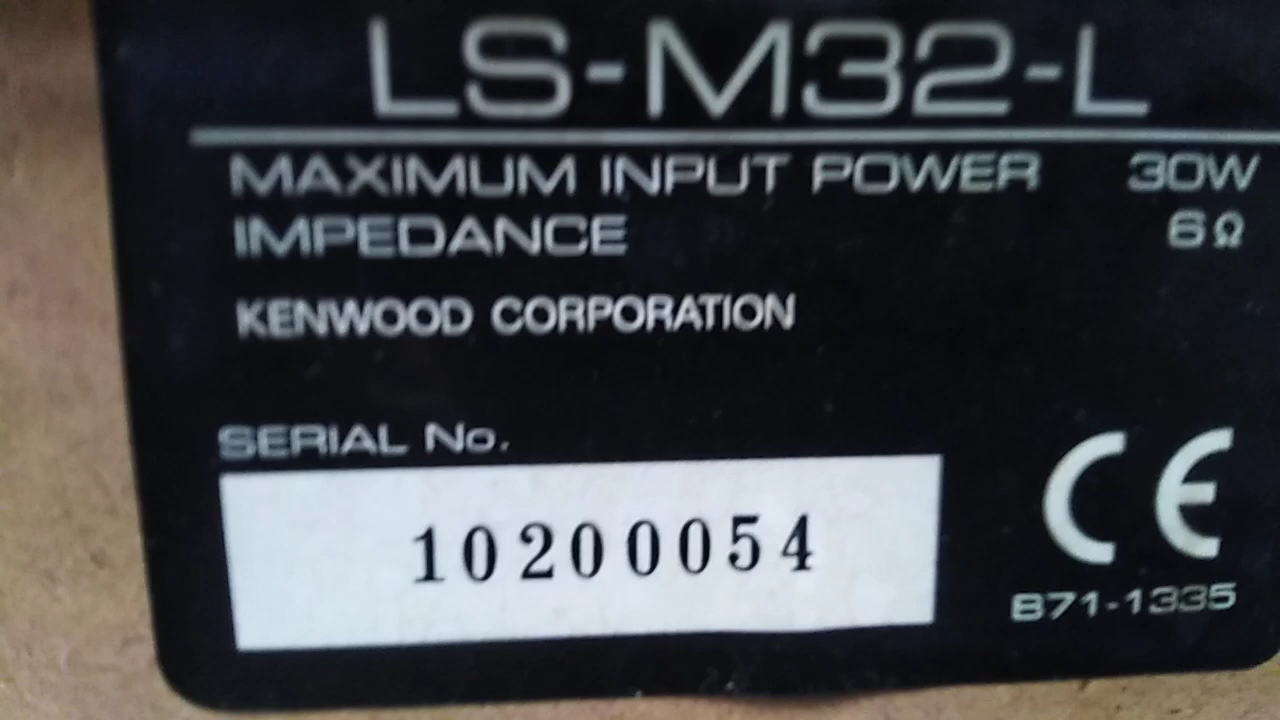 LS-M32-L
MAXIMUM INPUT POWER 30W
IMPEDANCE 6Ω
KENWOOD CORPORATION
SERIAL No.
10200054
CE
B71-1335